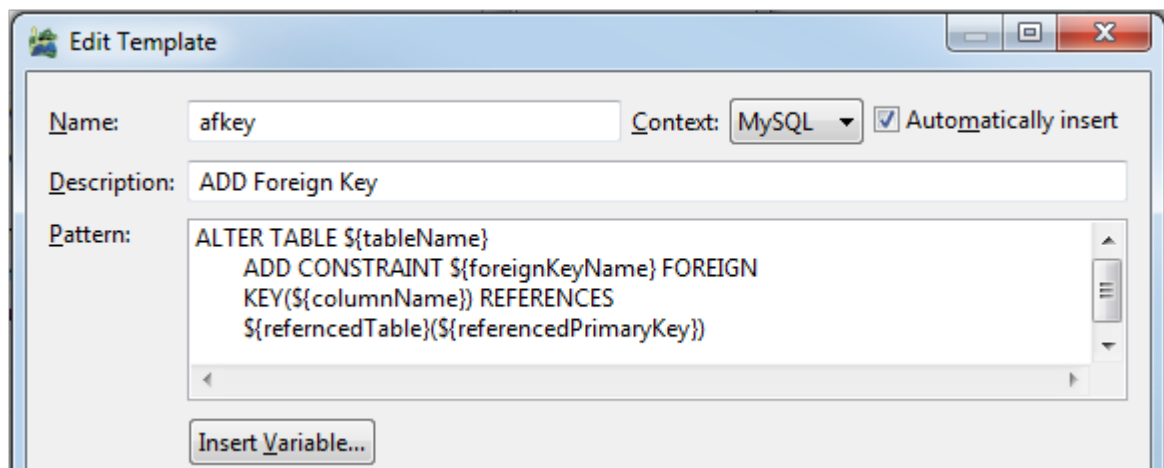 Edit Template
Name: afkey Context: MySQL Automatically insert
Description: ADD Foreign Key
Pattern: ALTER TABLE ${tableName}
ADD CONSTRAINT ${foreignKeyName} FOREIGN
KEY(${columnName}) REFERENCES
${referncedTable}(${referencedPrimaryKey})
Insert Variable...